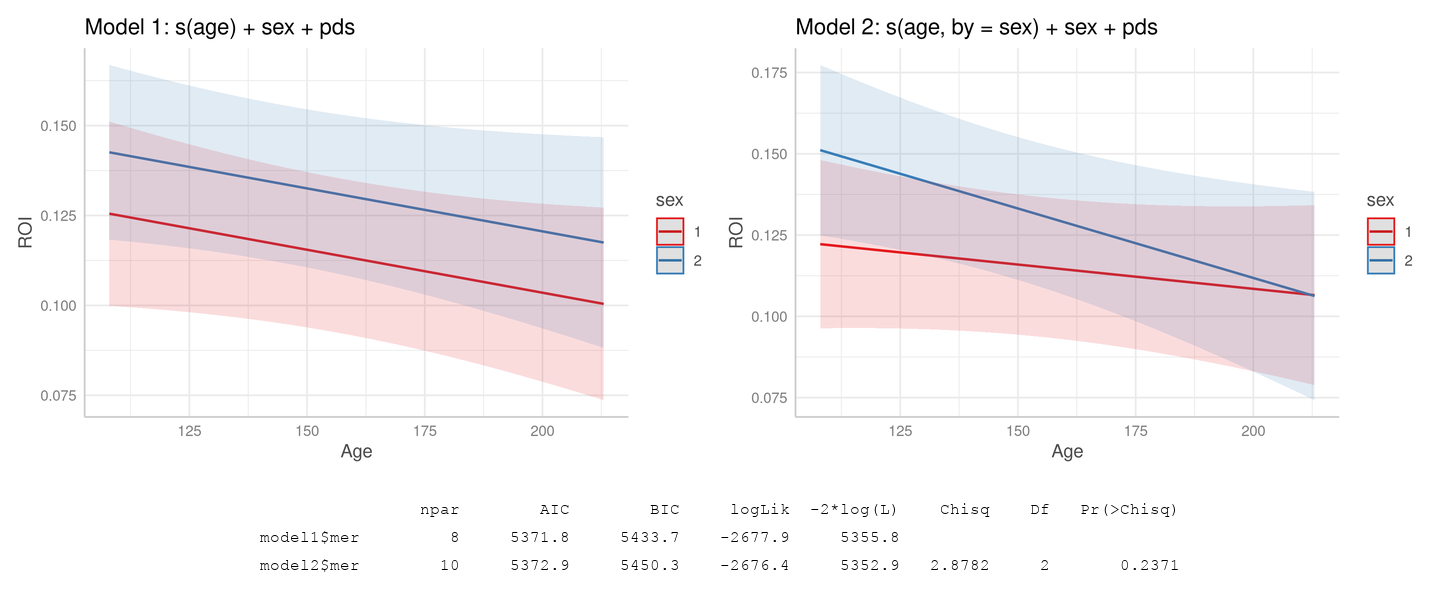 Model 1: s(age) + sex + pds
ROI
0.150
0.125
0.100
0.075
125 150 175 200
Age
sex
1
2
Model 2: s(age, by = sex) + sex + pds
ROI
0.175
0.150
0.125
0.100
0.075
125 150 175 200
Age
sex
1
2
npar AIC BIC logLik -2*log(L) Chisq Df Pr(>Chisq)
model1$mer 8 5371.8 5433.7 -2677.9 5355.8
model2$mer 10 5372.9 5450.3 -2676.4 5352.9 2.8782 2 0.2371